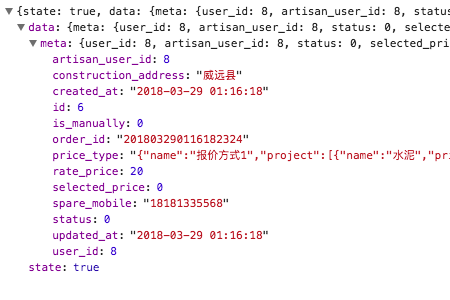 {state: true, data: {meta: {user_id: 8, artisan_user_id: 8, status
data: {meta: {user_id: 8, artisan_user_id: 8, status: 0, selected
meta: {user_id: 8, artisan_user_id: 8, status: 0, selected_pri
artisan_user_id: 8
construction_address: "威远县"
created_at: "2018-03-29 01:16:18"
id: 6
is_manually: 0
order_id: "201803290116182324"
price_type: "{"name":"报价方式1","project":[{"name":"水泥","pri
rate_price: 20
selected_price: 0
spare_mobile: "18181335568"
status: 0
updated_at: "2018-03-29 01:16:18"
user_id: 8
state: true